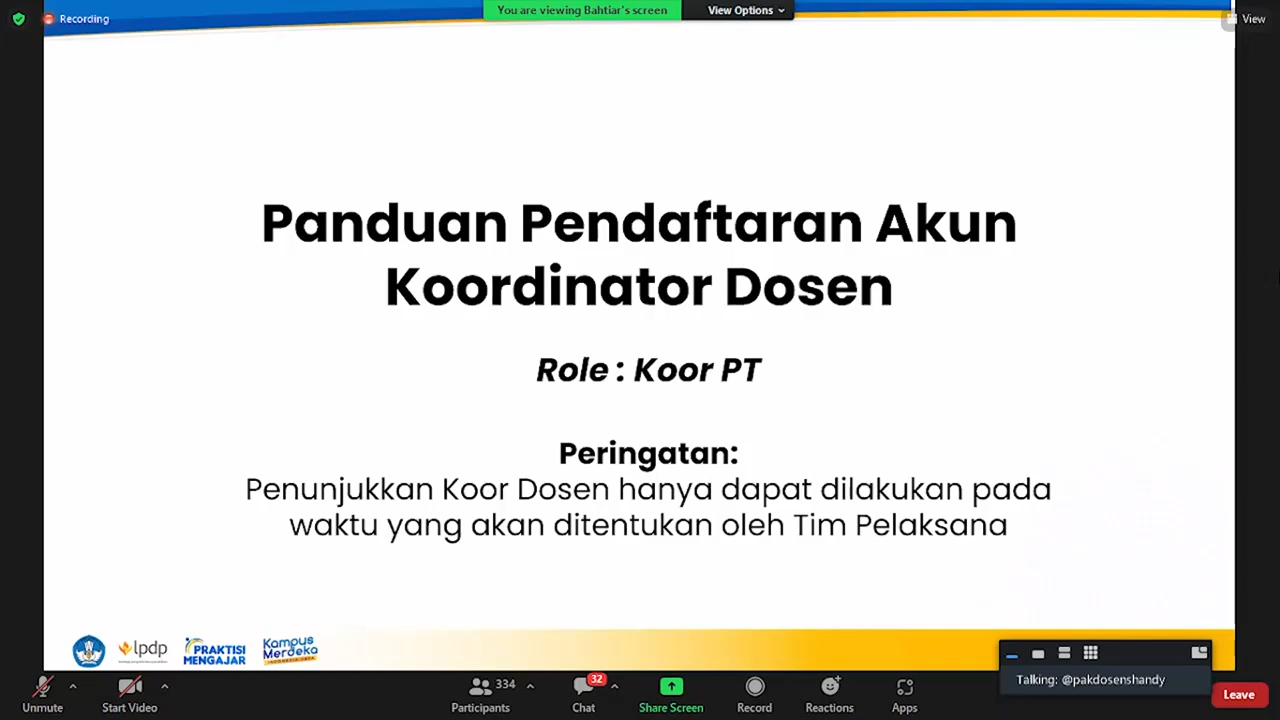 Recording
You are viewing Bahtiar's screen
View Options
View
Panduan Pendaftaran Akun
Koordinator Dosen
Role : Koor PT
Peringatan:
Penunjukkan Koor Dosen hanya dapat dilakukan pada
waktu yang akan ditentukan oleh Tim Pelaksana
lpdp
PRAKTISI
MENGAJAR
Kampus
Merdeka
INDONESIA JAYA
Talking: @pakdosenshandy
Unmute
Start Video
334
Participants
32
Chat
Share Screen
Record
Reactions
Apps
Leave